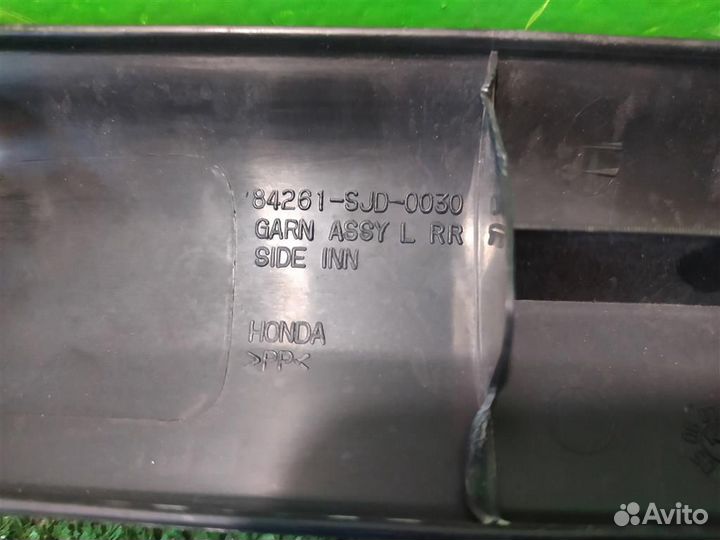 84261-SJD-0030
GARN ASSY L RR
SIDE INN
HONDA
>PP<
Avito